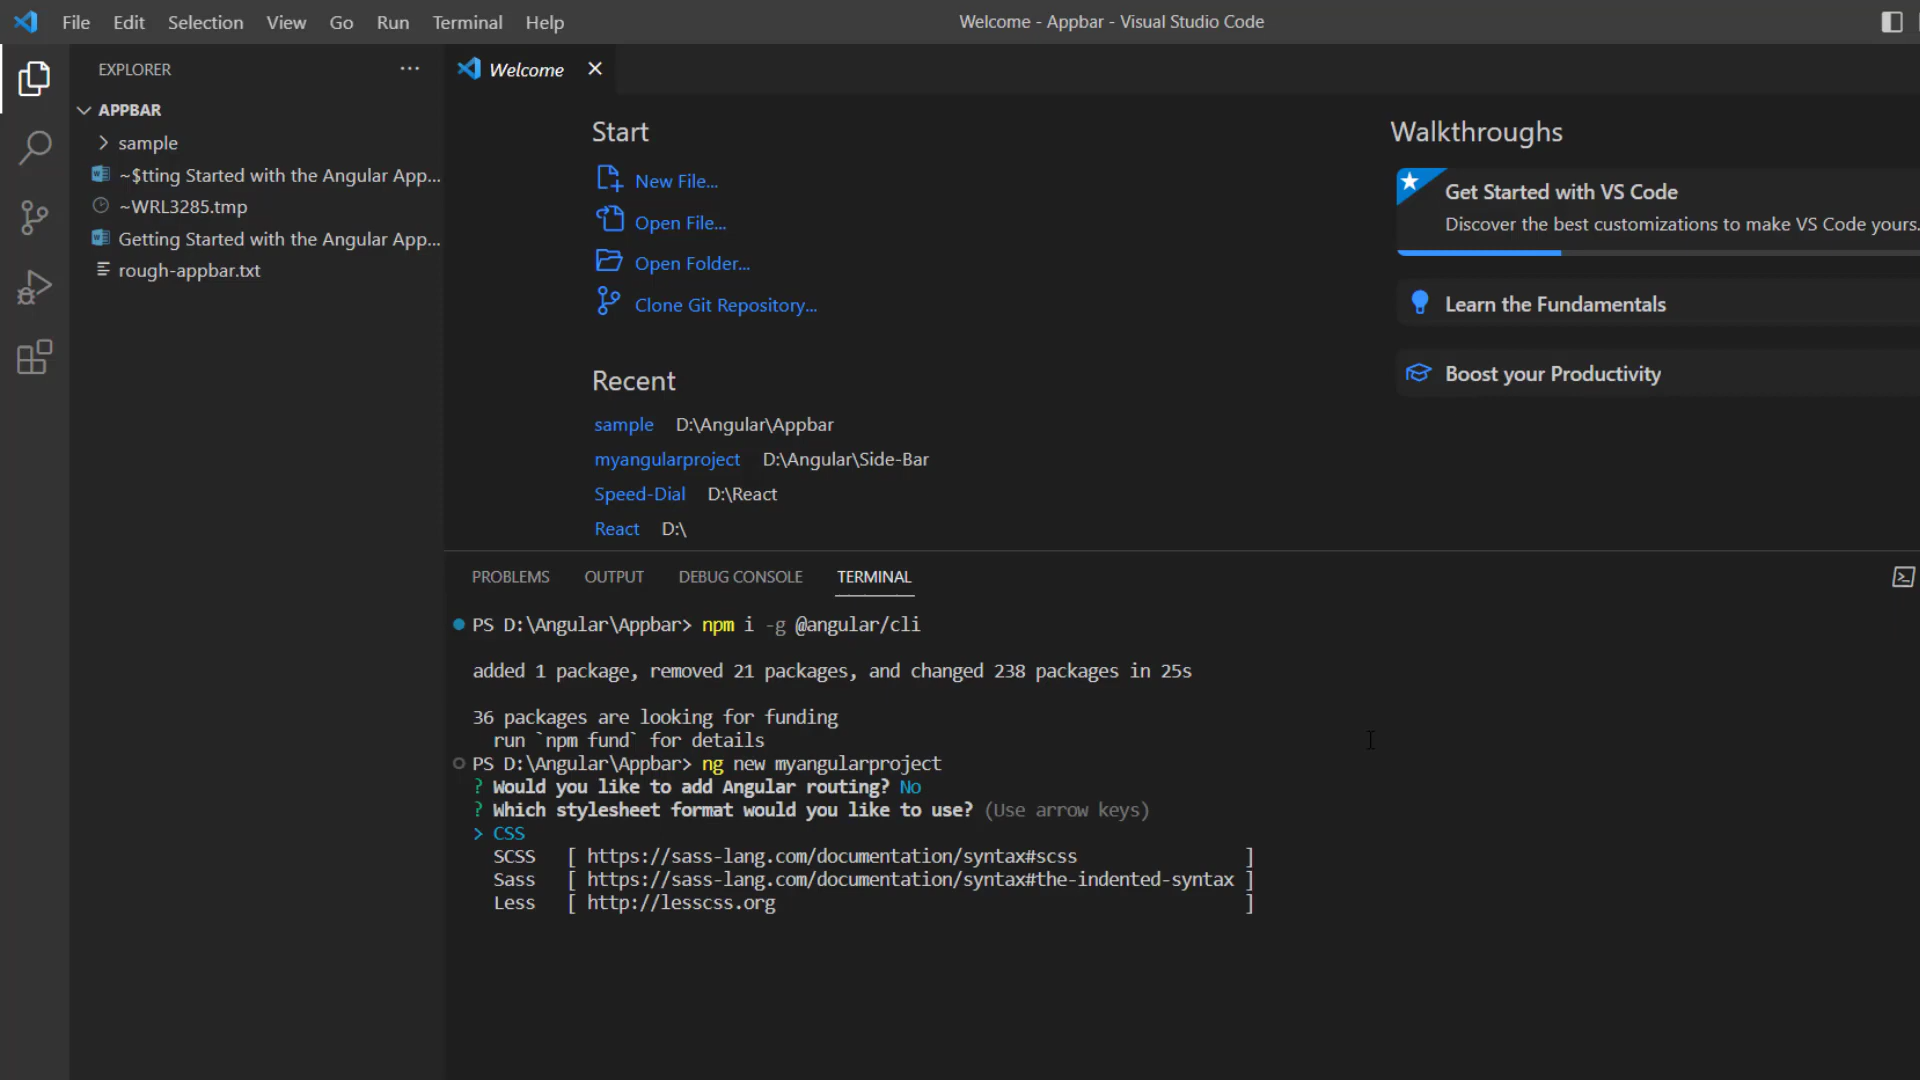 File Edit Selection View Go Run Terminal Help
Welcome - Appbar - Visual Studio Code
EXPLORER ...
APPBAR
sample
~$tting Started with the Angular App...
~WRL3285.tmp
Getting Started with the Angular App...
rough-appbar.txt
Welcome
Start
New File...
Open File...
Open Folder...
Clone Git Repository...
Recent
sample D:\Angular\Appbar
myangularproject D:\Angular\Side-Bar
Speed-Dial D:\React
React D:\
Walkthroughs
Get Started with VS Code
Discover the best customizations to make VS Code yours.
Learn the Fundamentals
Boost your Productivity
PROBLEMS OUTPUT DEBUG CONSOLE TERMINAL
PS D:\Angular\Appbar> npm i -g @angular/cli
added 1 package, removed 21 packages, and changed 238 packages in 25s
36 packages are looking for funding
run `npm fund` for details
PS D:\Angular\Appbar> ng new myangularproject
? Would you like to add Angular routing? No
? Which stylesheet format would you like to use? (Use arrow keys)
> CSS
SCSS [ https://sass-lang.com/documentation/syntax#scss ]
Sass [ https://sass-lang.com/documentation/syntax#the-indented-syntax ]
Less [ http://lesscss.org ]